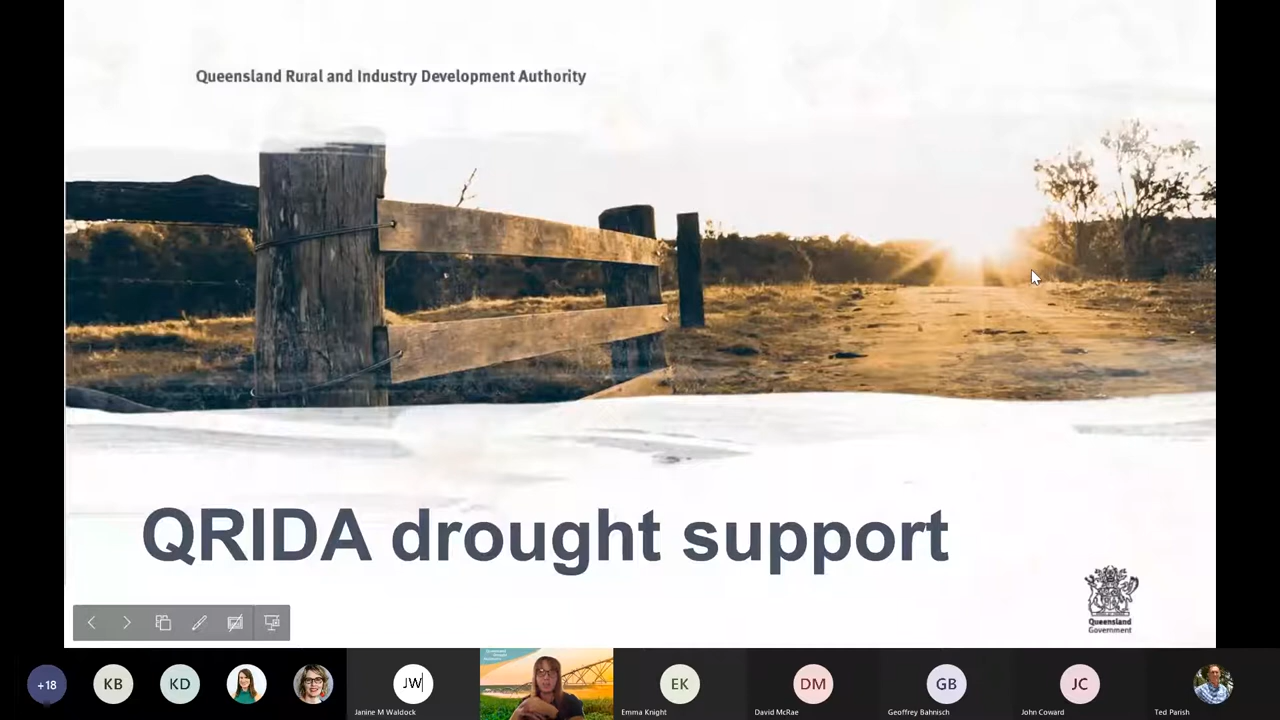 Queensland Rural and Industry Development Authority
QRIDA drought support
Queensland
Government
+18
KB
KD
JW
Janine M Waldock
EK
Emma Knight
DM
David McRae
GB
Geoffrey Bahnisch
JC
John Coward
Ted Parish